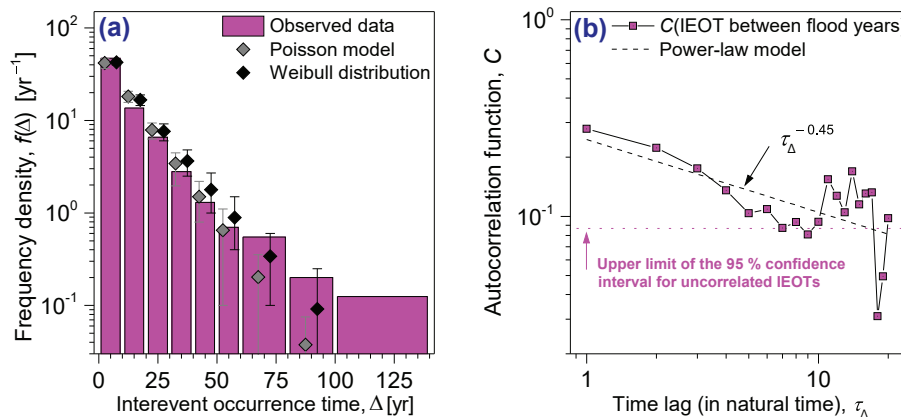 (a)
Observed data
Poisson model
Weibull distribution
Frequency density, f(Δ) [yr⁻¹]
10²
10¹
10⁰
10⁻¹
0 25 50 75 100 125
Interevent occurrence time, Δ [yr]
(b)
C(IEOT between flood years
Power-law model
τ_Δ^−0.45
Autocorrelation function, C
10⁰
10⁻¹
Upper limit of the 95 % confidence
interval for uncorrelated IEOTs
1 10
Time lag (in natural time), τ_Δ